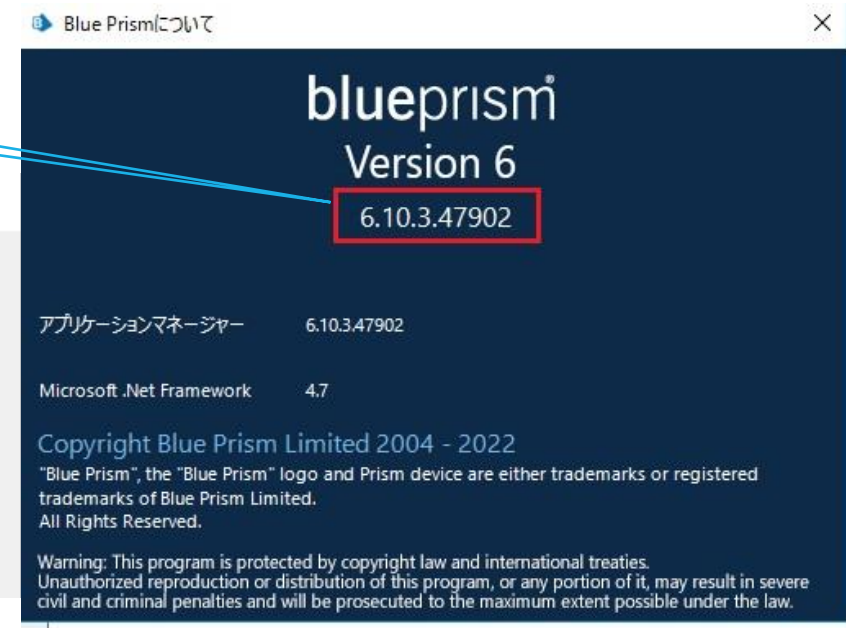 Blue Prismについて
blueprism®
Version 6
6.10.3.47902
アプリケーションマネージャー 6.10.3.47902
Microsoft .Net Framework 4.7
Copyright Blue Prism Limited 2004 - 2022
"Blue Prism", the "Blue Prism" logo and Prism device are either trademarks or registered
trademarks of Blue Prism Limited.
All Rights Reserved.
Warning: This program is protected by copyright law and international treaties.
Unauthorized reproduction or distribution of this program, or any portion of it, may result in severe
civil and criminal penalties and will be prosecuted to the maximum extent possible under the law.